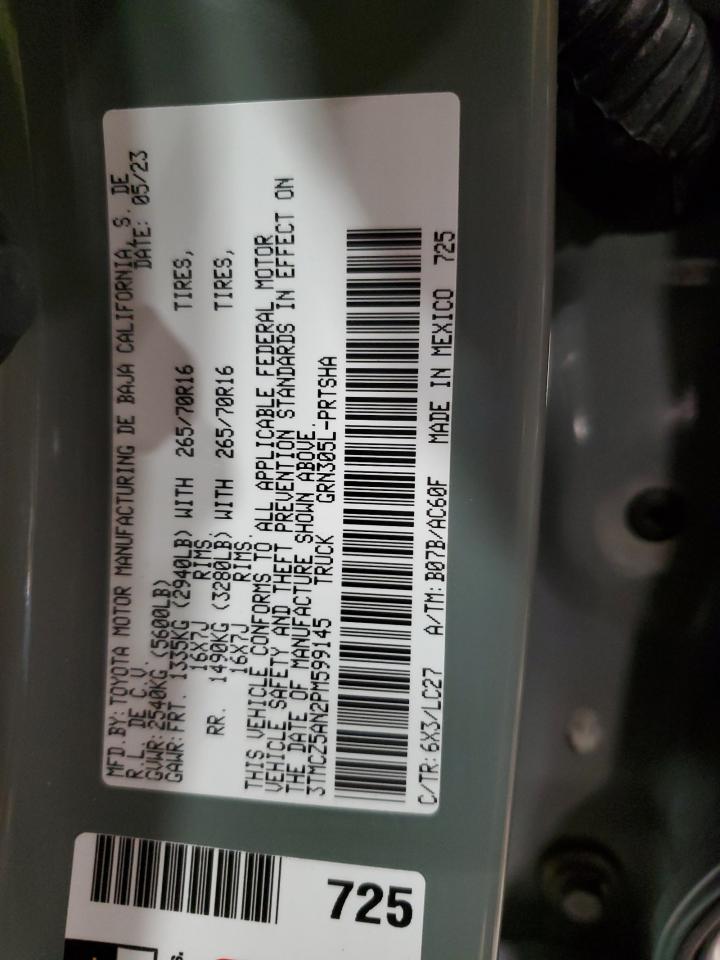 MFD.BY:TOYOTA MOTOR MANUFACTURING DE BAJA CALIFORNIA, S. DE
R.L. DE C.V. DATE: 05/23
GVWR:2540KG (5600LB)
GAWR:FRT. 1335KG (2940LB) WITH 265/70R16 TIRES,
16X7J RIMS.
RR. 1490KG (3280LB) WITH 265/70R16 TIRES,
16X7J RIMS.
THIS VEHICLE CONFORMS TO ALL APPLICABLE FEDERAL MOTOR
VEHICLE SAFETY AND THEFT PREVENTION STANDARDS IN EFFECT ON
THE DATE OF MANUFACTURE SHOWN ABOVE.
3TMCZ5AN2PM599145 TRUCK GRN305L-PRTSHA
C/TR:6X3/LC27 A/TM:B07B/AC60F MADE IN MEXICO 725
725